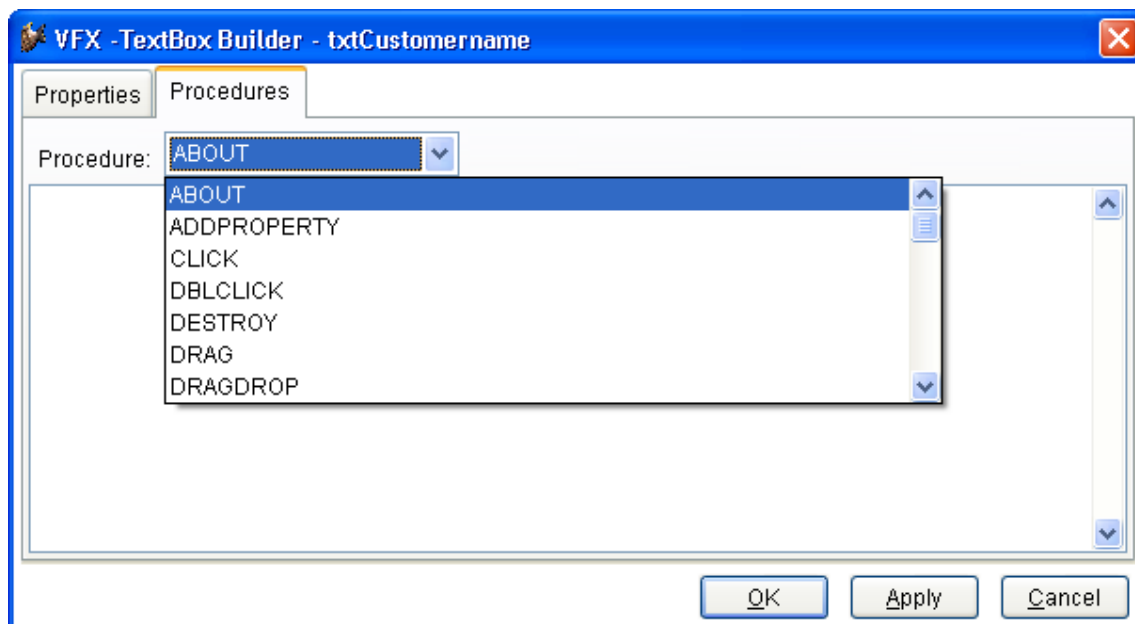 VFX -TextBox Builder - txtCustomername
Properties Procedures
Procedure: ABOUT
ABOUT
ADDPROPERTY
CLICK
DBLCLICK
DESTROY
DRAG
DRAGDROP
OK Apply Cancel